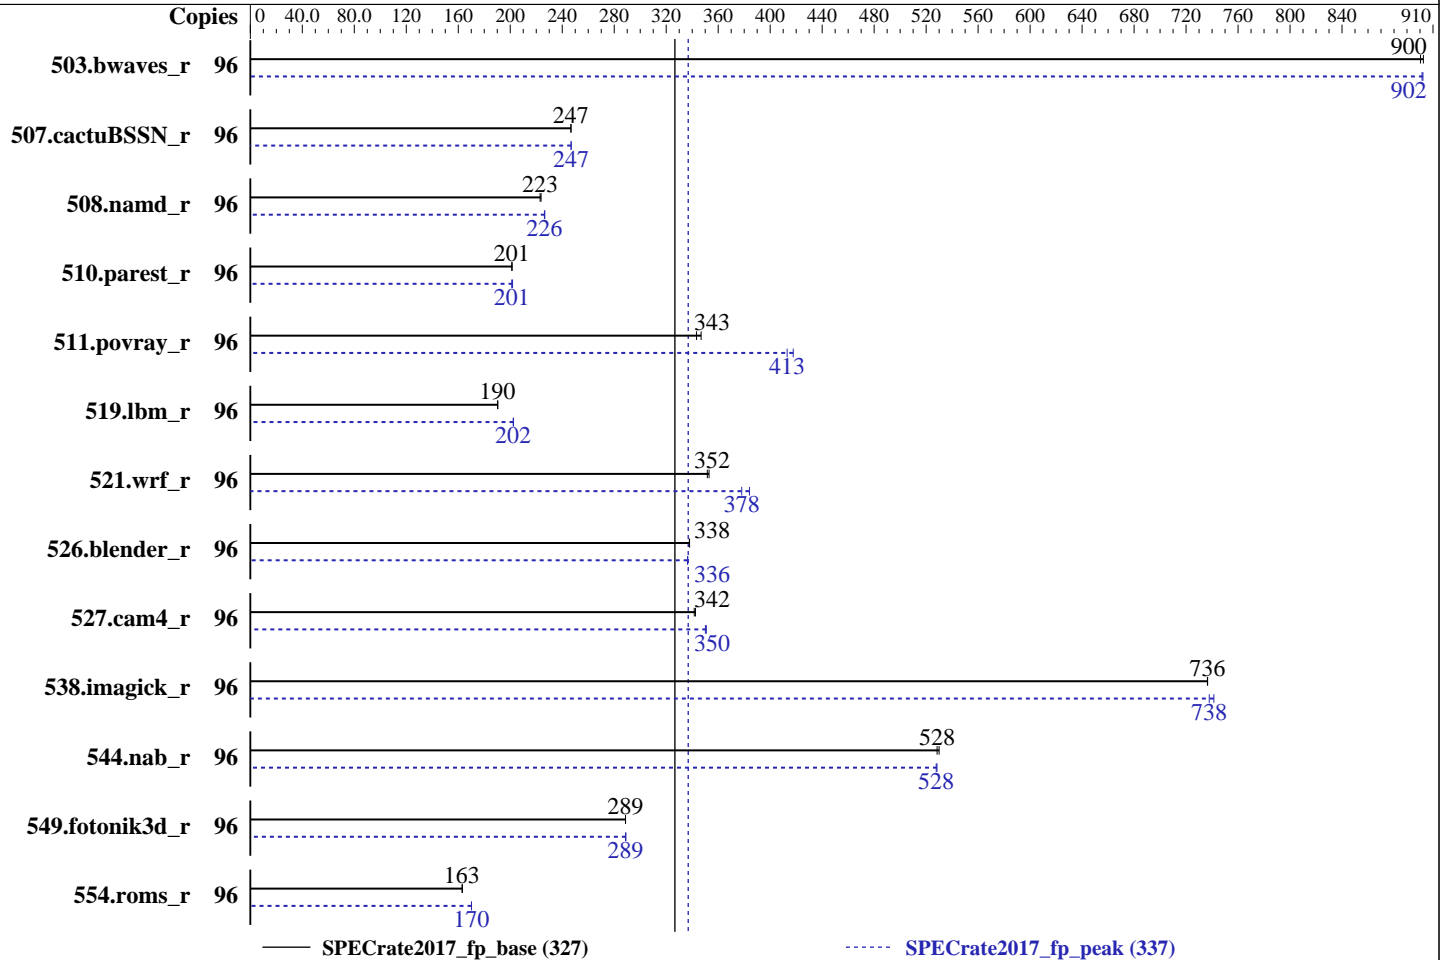 Copies 0 40.0 80.0 120 160 200 240 280 320 360 400 440 480 520 560 600 640 680 720 760 800 840 910
503.bwaves_r 96 900
902
507.cactuBSSN_r 96 247
247
508.namd_r 96 223
226
510.parest_r 96 201
201
511.povray_r 96 343
413
519.lbm_r 96 190
202
521.wrf_r 96 352
378
526.blender_r 96 338
336
527.cam4_r 96 342
350
538.imagick_r 96 736
738
544.nab_r 96 528
528
549.fotonik3d_r 96 289
289
554.roms_r 96 163
170
SPECrate2017_fp_base (327) SPECrate2017_fp_peak (337)